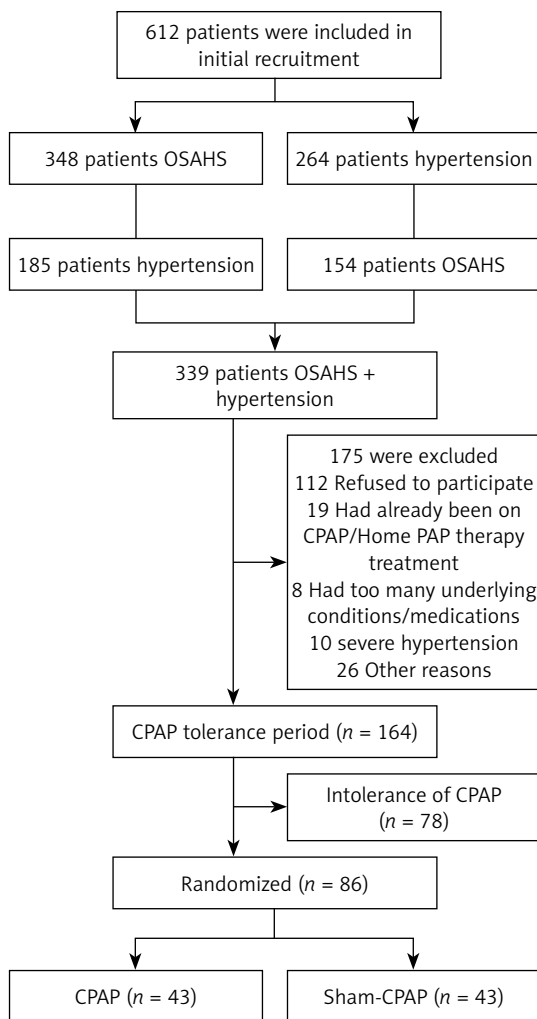 612 patients were included in
initial recruitment
348 patients OSAHS
264 patients hypertension
185 patients hypertension
154 patients OSAHS
339 patients OSAHS +
hypertension
175 were excluded
112 Refused to participate
19 Had already been on
CPAP/Home PAP therapy
treatment
8 Had too many underlying
conditions/medications
10 severe hypertension
26 Other reasons
CPAP tolerance period (n = 164)
Intolerance of CPAP
(n = 78)
Randomized (n = 86)
CPAP (n = 43)
Sham-CPAP (n = 43)